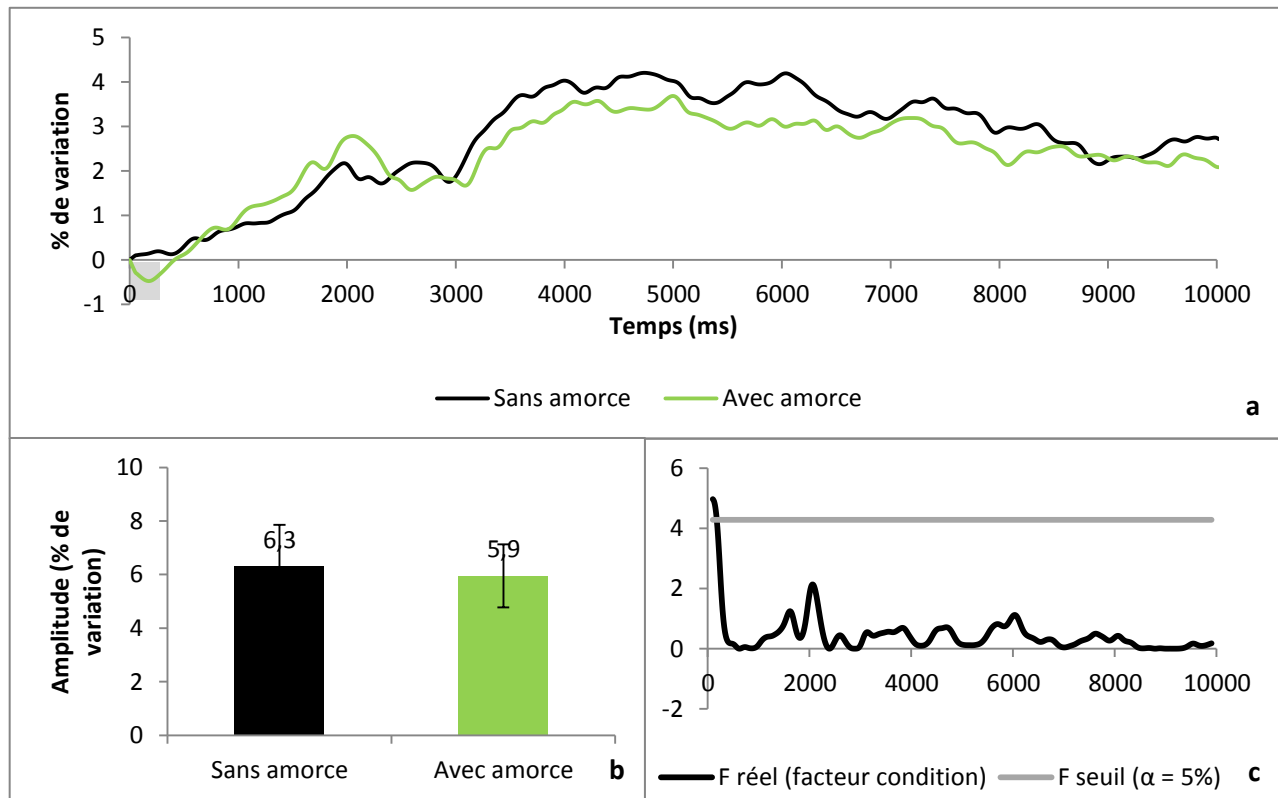 5
4
3
2
1
0
-1
% de variation
0 1000 2000 3000 4000 5000 6000 7000 8000 9000 10000
Temps (ms)
Sans amorce Avec amorce
a
10
8
6
4
2
0
Amplitude (% de
variation)
6,3 5,9
Sans amorce Avec amorce
b
6
4
2
0
-2
0 2000 4000 6000 8000 10000
F réel (facteur condition) F seuil (α = 5%)
c